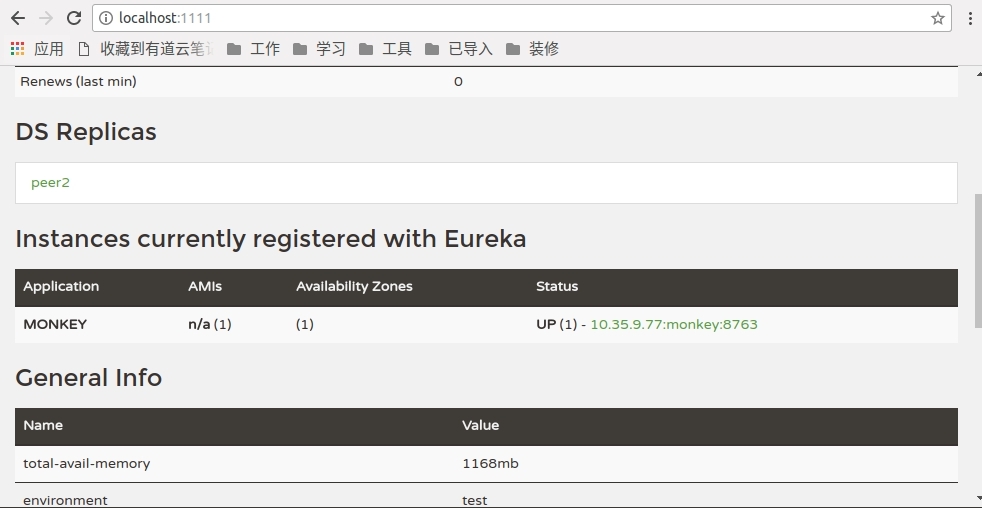 localhost:1111
应用 收藏到有道云笔 工作 学习 工具 已导入 装修
Renews (last min) 0
DS Replicas
peer2
Instances currently registered with Eureka
Application AMIs Availability Zones Status
MONKEY n/a (1) (1) UP (1) - 10.35.9.77:monkey:8763
General Info
Name Value
total-avail-memory 1168mb
environment test